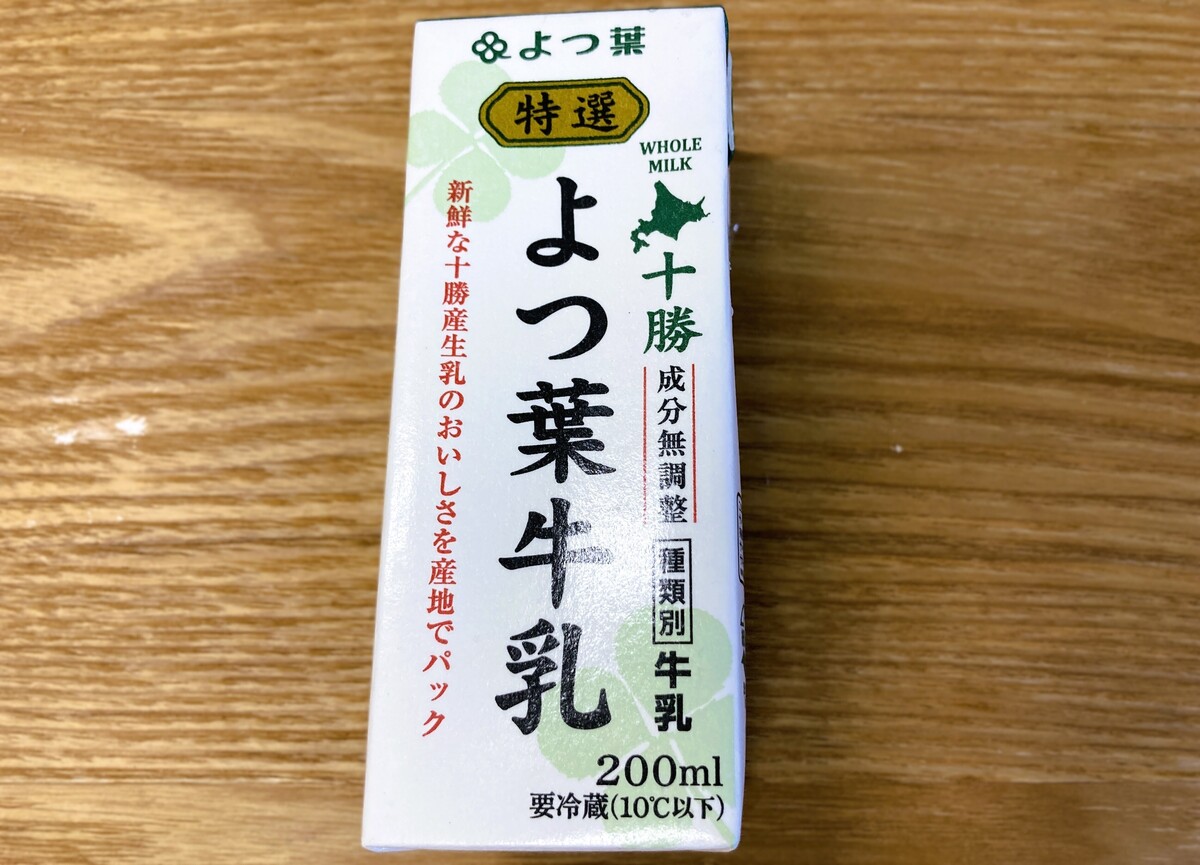 よつ葉
特選
WHOLE
MILK
十勝
成分無調整
種類別
牛乳
よつ葉牛乳
新鮮な十勝産生乳のおいしさを産地でパック
200ml
要冷蔵(10℃以下)